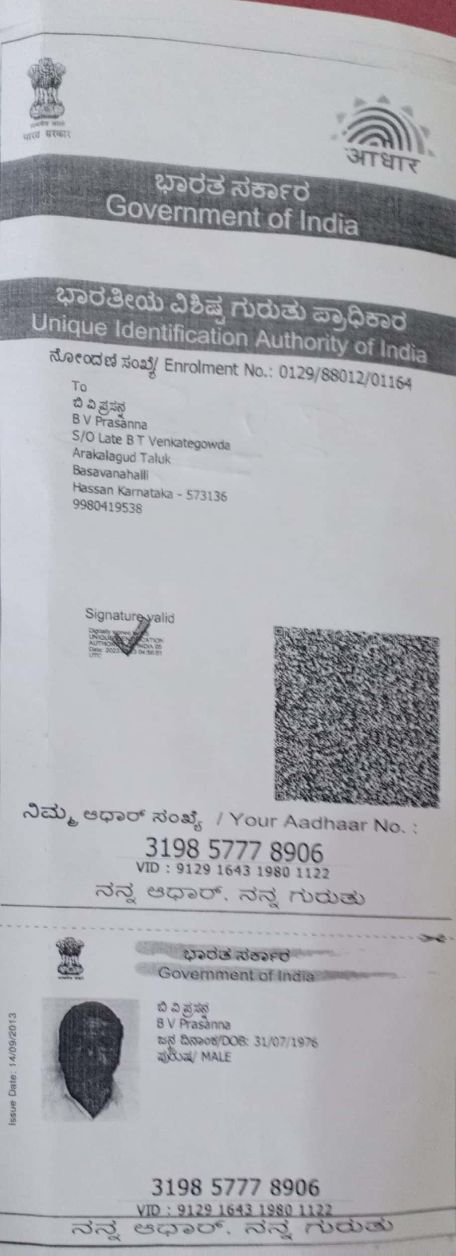 भारत सरकार
आधार
ಭಾರತ ಸರ್ಕಾರ
Government of India
ಭಾರತೀಯ ವಿಶಿಷ್ಟ ಗುರುತು ಪ್ರಾಧಿಕಾರ
Unique Identification Authority of India
ನೋಂದಣಿ ಸಂಖ್ಯೆ/ Enrolment No.: 0129/88012/01164
To
ಬಿ ವಿ ಪ್ರಸನ್ನ
B V Prasanna
S/O Late B T Venkategowda
Arakalagud Taluk
Basavanahalli
Hassan Karnataka - 573136
9980419538
Signature valid
ನಿಮ್ಮ ಆಧಾರ್ ಸಂಖ್ಯೆ / Your Aadhaar No. :
3198 5777 8906
VID : 9129 1643 1980 1122
ನನ್ನ ಆಧಾರ್, ನನ್ನ ಗುರುತು
ಭಾರತ ಸರ್ಕಾರ
Government of India
Issue Date: 14/09/2013
ಬಿ ವಿ ಪ್ರಸನ್ನ
B V Prasanna
ಜನ್ಮ ದಿನಾಂಕ/DOB: 31/07/1976
ಪುರುಷ/ MALE
3198 5777 8906
VID : 9129 1643 1980 1122
ನನ್ನ ಆಧಾರ್, ನನ್ನ ಗುರುತು